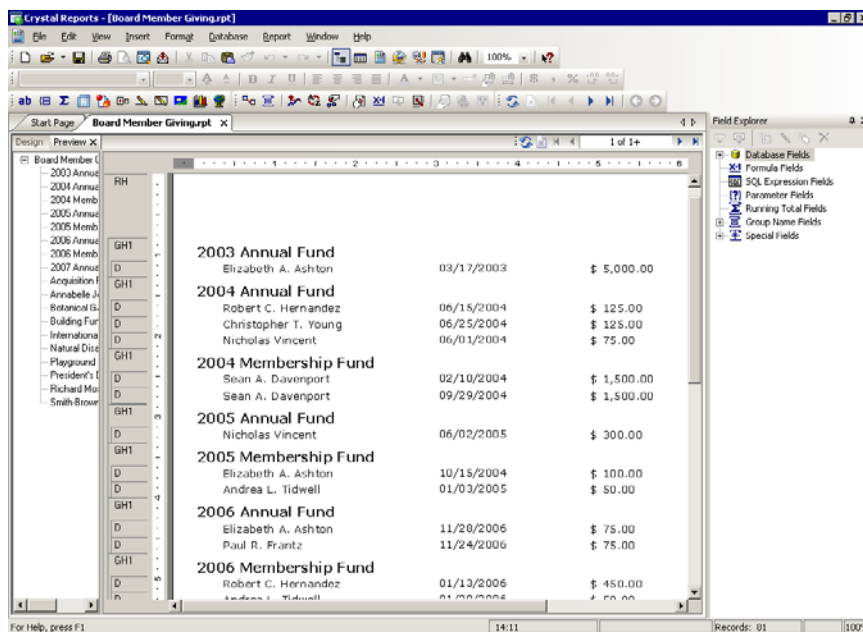 Crystal Reports - [Board Member Giving.rpt]
File Edit View Insert Format Database Report Window Help
100%
Start Page Board Member Giving.rpt X
Field Explorer
Design Preview X
1 of 1+
Board Member G
2003 Annua
2004 Annua
2004 Memb
2005 Annua
2005 Memb
2006 Annua
2006 Memb
2007 Annua
Acquisition F
Annabelle J
Botanical G
Building Fur
Internationa
Natural Disa
Playground
President's
Richard Mo
Smith-Brown
RH
GH1 2003 Annual Fund
D Elizabeth A. Ashton 03/17/2003 $ 5,000.00
GH1 2004 Annual Fund
D Robert C. Hernandez 06/15/2004 $ 125.00
D Christopher T. Young 06/25/2004 $ 125.00
D Nicholas Vincent 06/01/2004 $ 75.00
GH1 2004 Membership Fund
D Sean A. Davenport 02/10/2004 $ 1,500.00
D Sean A. Davenport 09/29/2004 $ 1,500.00
GH1 2005 Annual Fund
D Nicholas Vincent 06/02/2005 $ 300.00
GH1 2005 Membership Fund
D Elizabeth A. Ashton 10/15/2004 $ 100.00
D Andrea L. Tidwell 01/03/2005 $ 50.00
GH1 2006 Annual Fund
D Elizabeth A. Ashton 11/28/2006 $ 75.00
D Paul R. Frantz 11/24/2006 $ 75.00
GH1 2006 Membership Fund
D Robert C. Hernandez 01/13/2006 $ 450.00
Database Fields
Formula Fields
SQL Expression Fields
Parameter Fields
Running Total Fields
Group Name Fields
Special Fields
For Help, press F1
14:11
Records: 81
100%